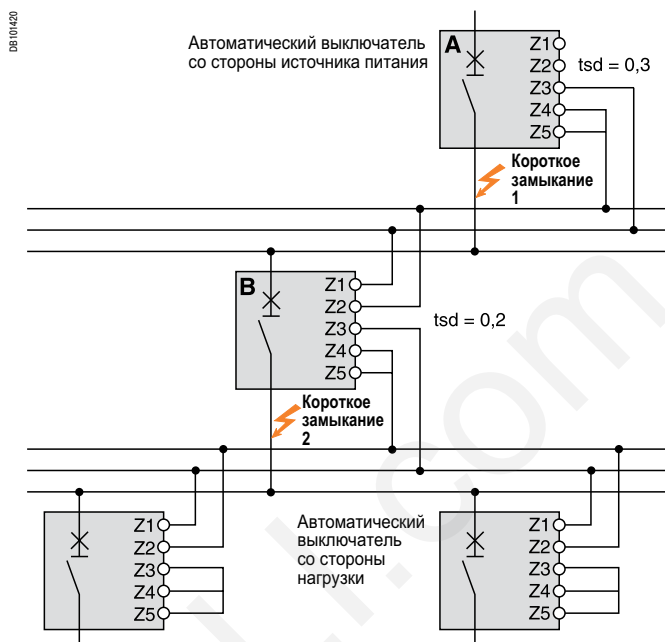 DB101420
Автоматический выключатель
со стороны источника питания
A
Z1
Z2
Z3
Z4
Z5
tsd = 0,3
Короткое
замыкание
1
B
Z1
Z2
Z3
Z4
Z5
tsd = 0,2
Короткое
замыкание
2
Z1
Z2
Z3
Z4
Z5
Автоматический
выключатель
со стороны
нагрузки
Z1
Z2
Z3
Z4
Z5